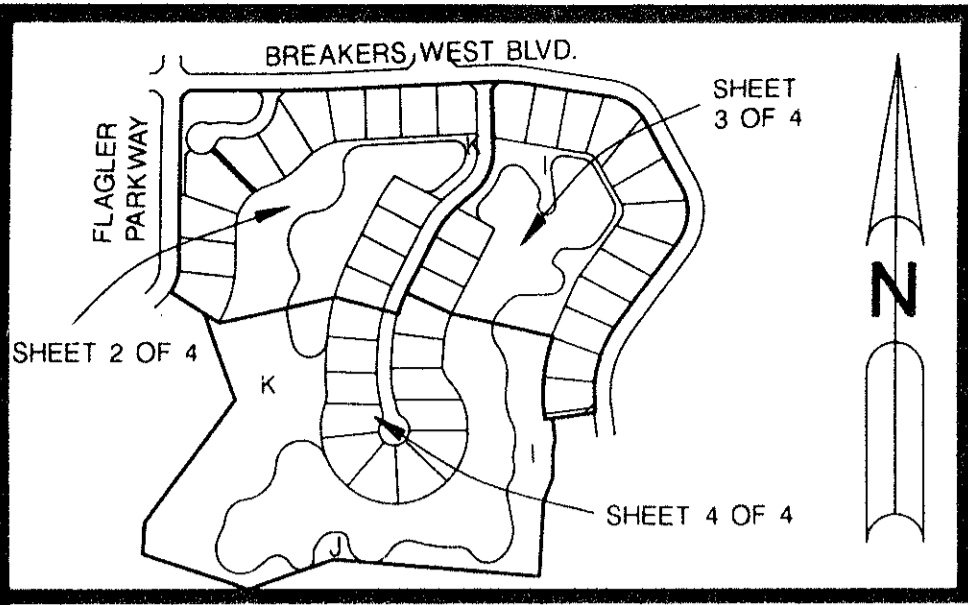 BREAKERS WEST BLVD.
SHEET
3 OF 4
FLAGLER
PARKWAY
K
I
N
SHEET 2 OF 4
K
I
SHEET 4 OF 4
J